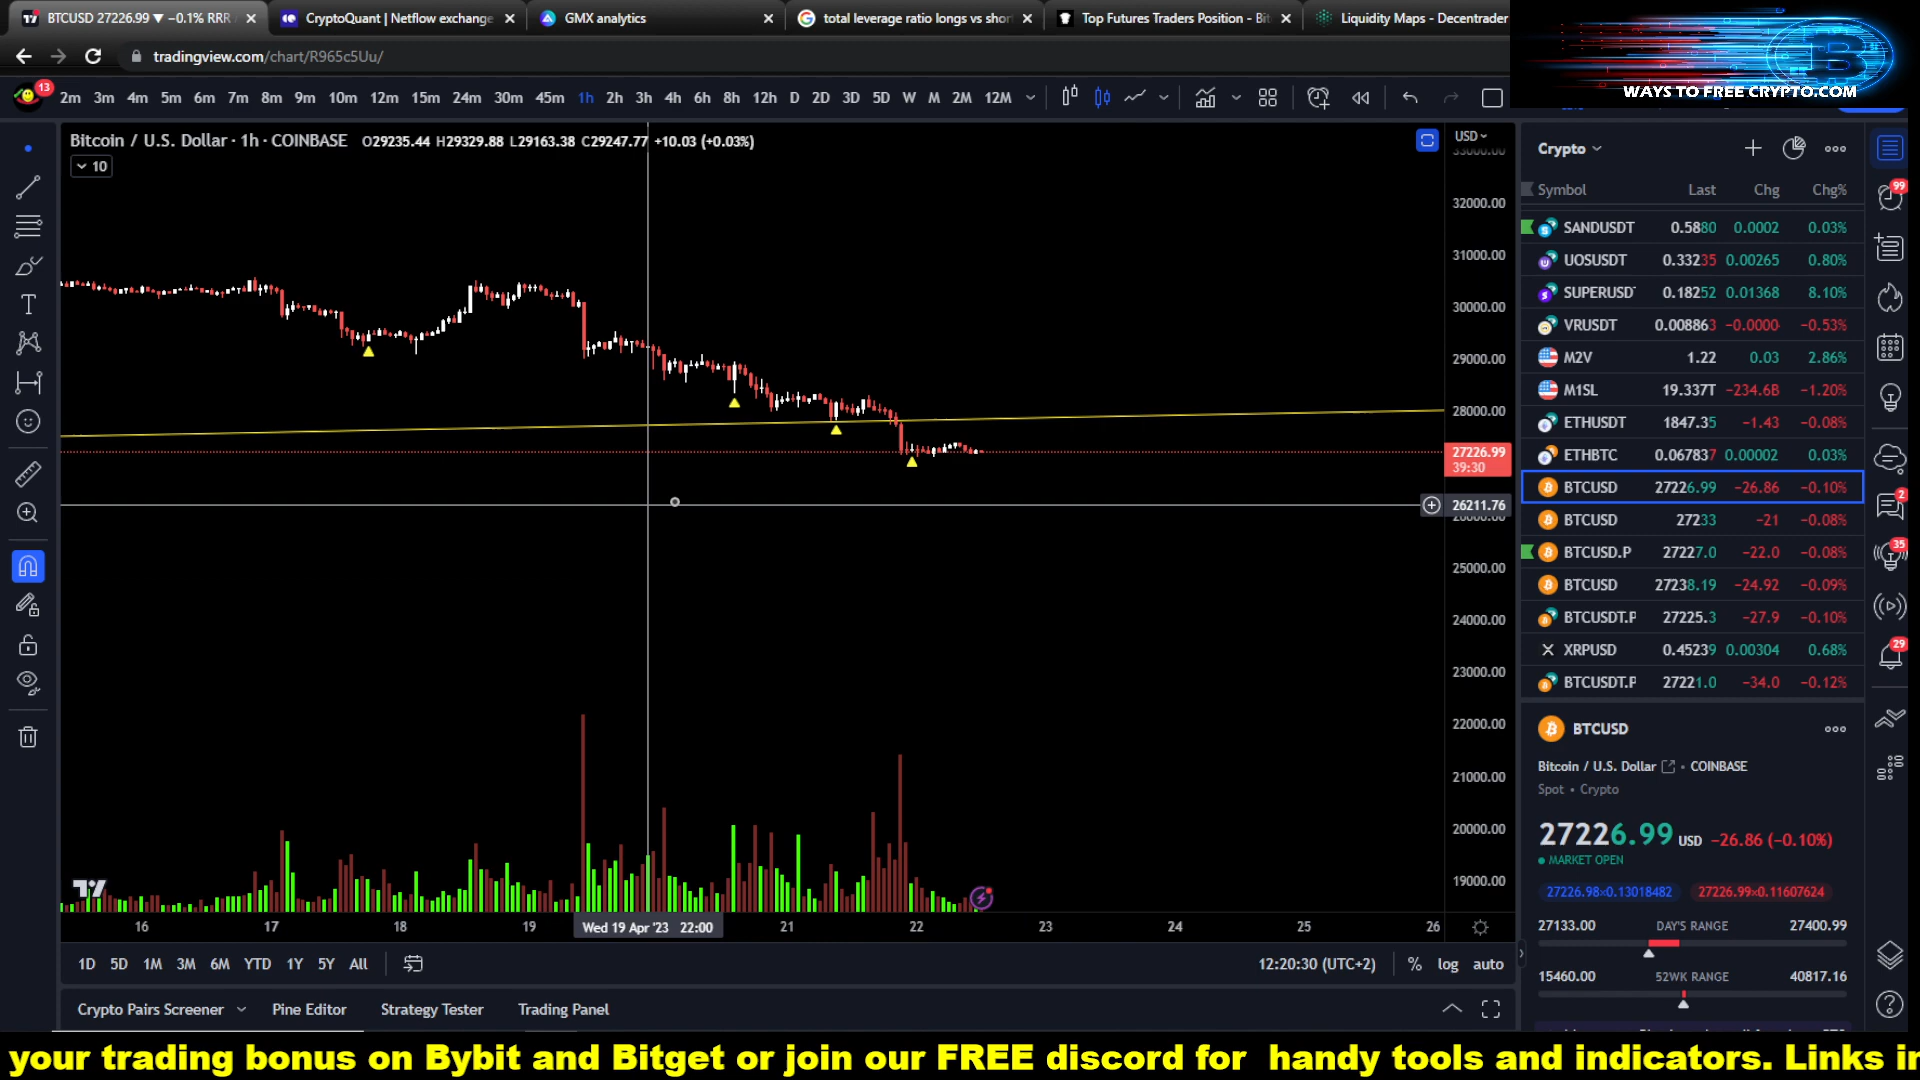 BTCUSD 27226.99 ▼ −0.1% RRR
CryptoQuant | Netflow exchange
GMX analytics
total leverage ratio longs vs shor
Top Futures Traders Position - Bit
Liquidity Maps - Decentrader
tradingview.com/chart/R965c5Uu/
WAYS TO FREE CRYPTO.COM
13
2m 3m 4m 5m 6m 7m 8m 9m 10m 12m 15m 24m 30m 45m 1h 2h 3h 4h 6h 8h 12h D 2D 3D 5D W M 2M 12M
Bitcoin / U.S. Dollar · 1h · COINBASE O29235.44 H29329.88 L29163.38 C29247.77 +10.03 (+0.03%)
10
USD
33000.00
32000.00
31000.00
30000.00
29000.00
28000.00
27226.99
39:30
26211.76
26000.00
25000.00
24000.00
23000.00
22000.00
21000.00
20000.00
19000.00
16 17 18 19 Wed 19 Apr '23 22:00 21 22 23 24 25 26
1D 5D 1M 3M 6M YTD 1Y 5Y All
12:20:30 (UTC+2) % log auto
Crypto Pairs Screener Pine Editor Strategy Tester Trading Panel
Crypto
Symbol Last Chg Chg%
SANDUSDT 0.5880 0.0002 0.03%
UOSUSDT 0.33235 0.00265 0.80%
SUPERUSD 0.18252 0.01368 8.10%
VRUSDT 0.008863 −0.0000 −0.53%
M2V 1.22 0.03 2.86%
M1SL 19.337T −234.6B −1.20%
ETHUSDT 1847.35 −1.43 −0.08%
ETHBTC 0.067837 0.00002 0.03%
BTCUSD 27226.99 −26.86 −0.10%
BTCUSD 27233 −21 −0.08%
BTCUSD.P 27227.0 −22.0 −0.08%
BTCUSD 27238.19 −24.92 −0.09%
BTCUSDT.P 27225.3 −27.9 −0.10%
XRPUSD 0.45239 0.00304 0.68%
BTCUSDT.P 27221.0 −34.0 −0.12%
BTCUSD
Bitcoin / U.S. Dollar • COINBASE
Spot • Crypto
27226.99 USD −26.86 (−0.10%)
MARKET OPEN
27226.98×0.13018482 27226.99×0.11607624
27133.00 DAY'S RANGE 27400.99
15460.00 52WK RANGE 40817.16
99
2
35
29
your trading bonus on Bybit and Bitget or join our FREE discord for handy tools and indicators. Links in